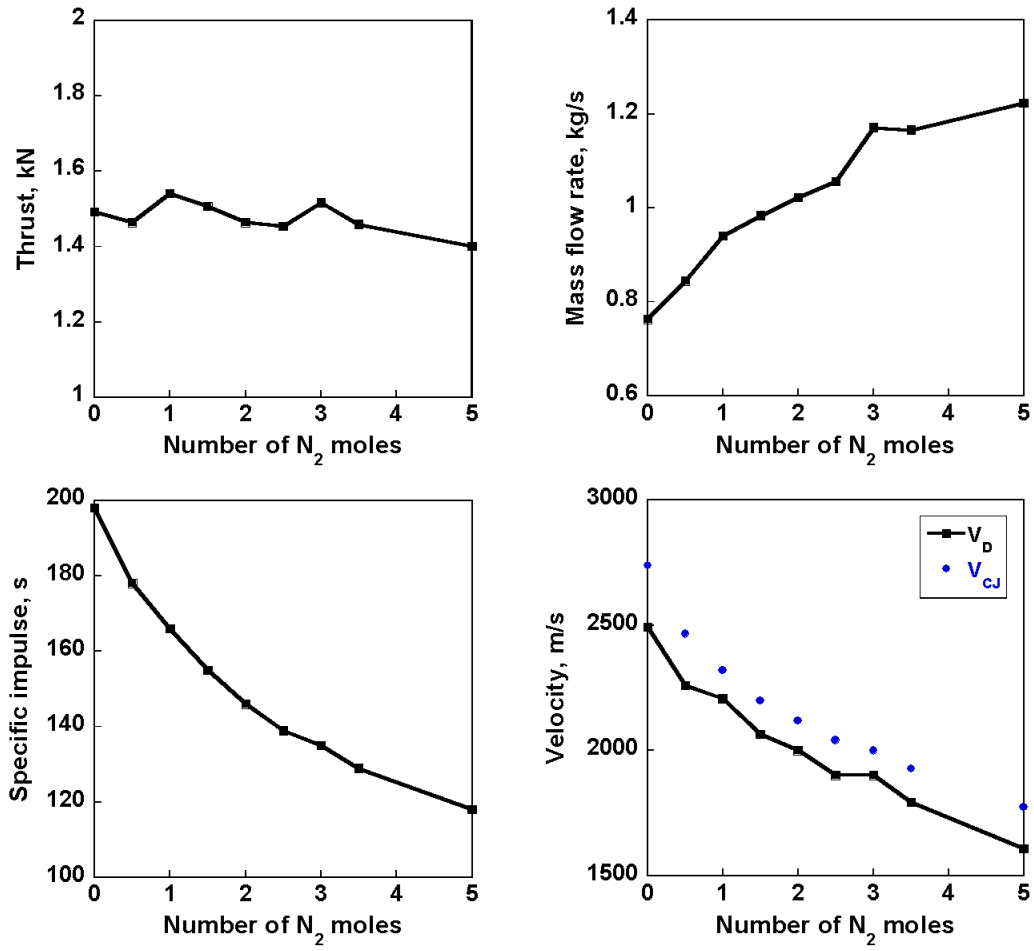 Thrust, kN
2
1.8
1.6
1.4
1.2
1
0 1 2 3 4 5
Number of N₂ moles
Mass flow rate, kg/s
1.4
1.2
1
0.8
0.6
0 1 2 3 4 5
Number of N₂ moles
Specific impulse, s
200
180
160
140
120
100
0 1 2 3 4 5
Number of N₂ moles
Velocity, m/s
3000
2500
2000
1500
V_D
V_CJ
0 1 2 3 4 5
Number of N₂ moles